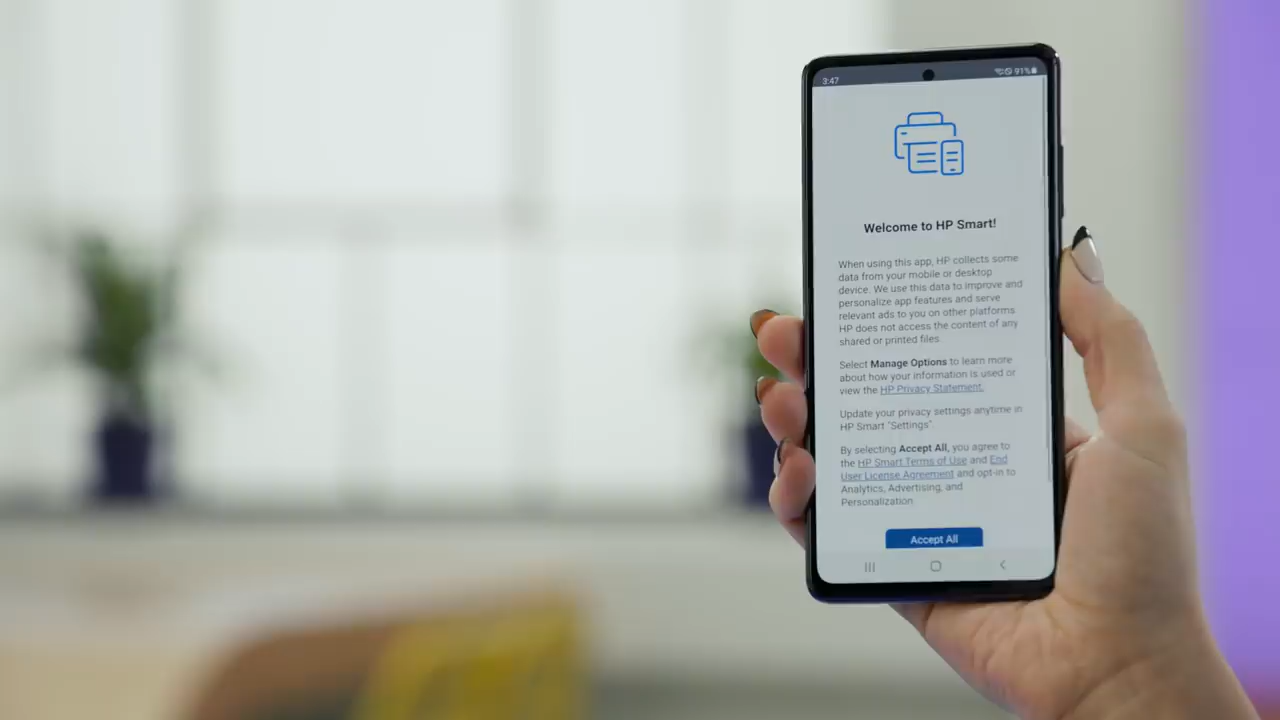 3:47
91%
Welcome to HP Smart!
When using this app, HP collects some
data from your mobile or desktop
device. We use this data to improve and
personalize app features and serve
relevant ads to you on other platforms
HP does not access the content of any
shared or printed files.
Select Manage Options to learn more
about how your information is used or
view the HP Privacy Statement.
Update your privacy settings anytime in
HP Smart "Settings".
By selecting Accept All, you agree to
the HP Smart Terms of Use and End
User License Agreement and opt-in to
Analytics, Advertising, and
Personalization
Accept All